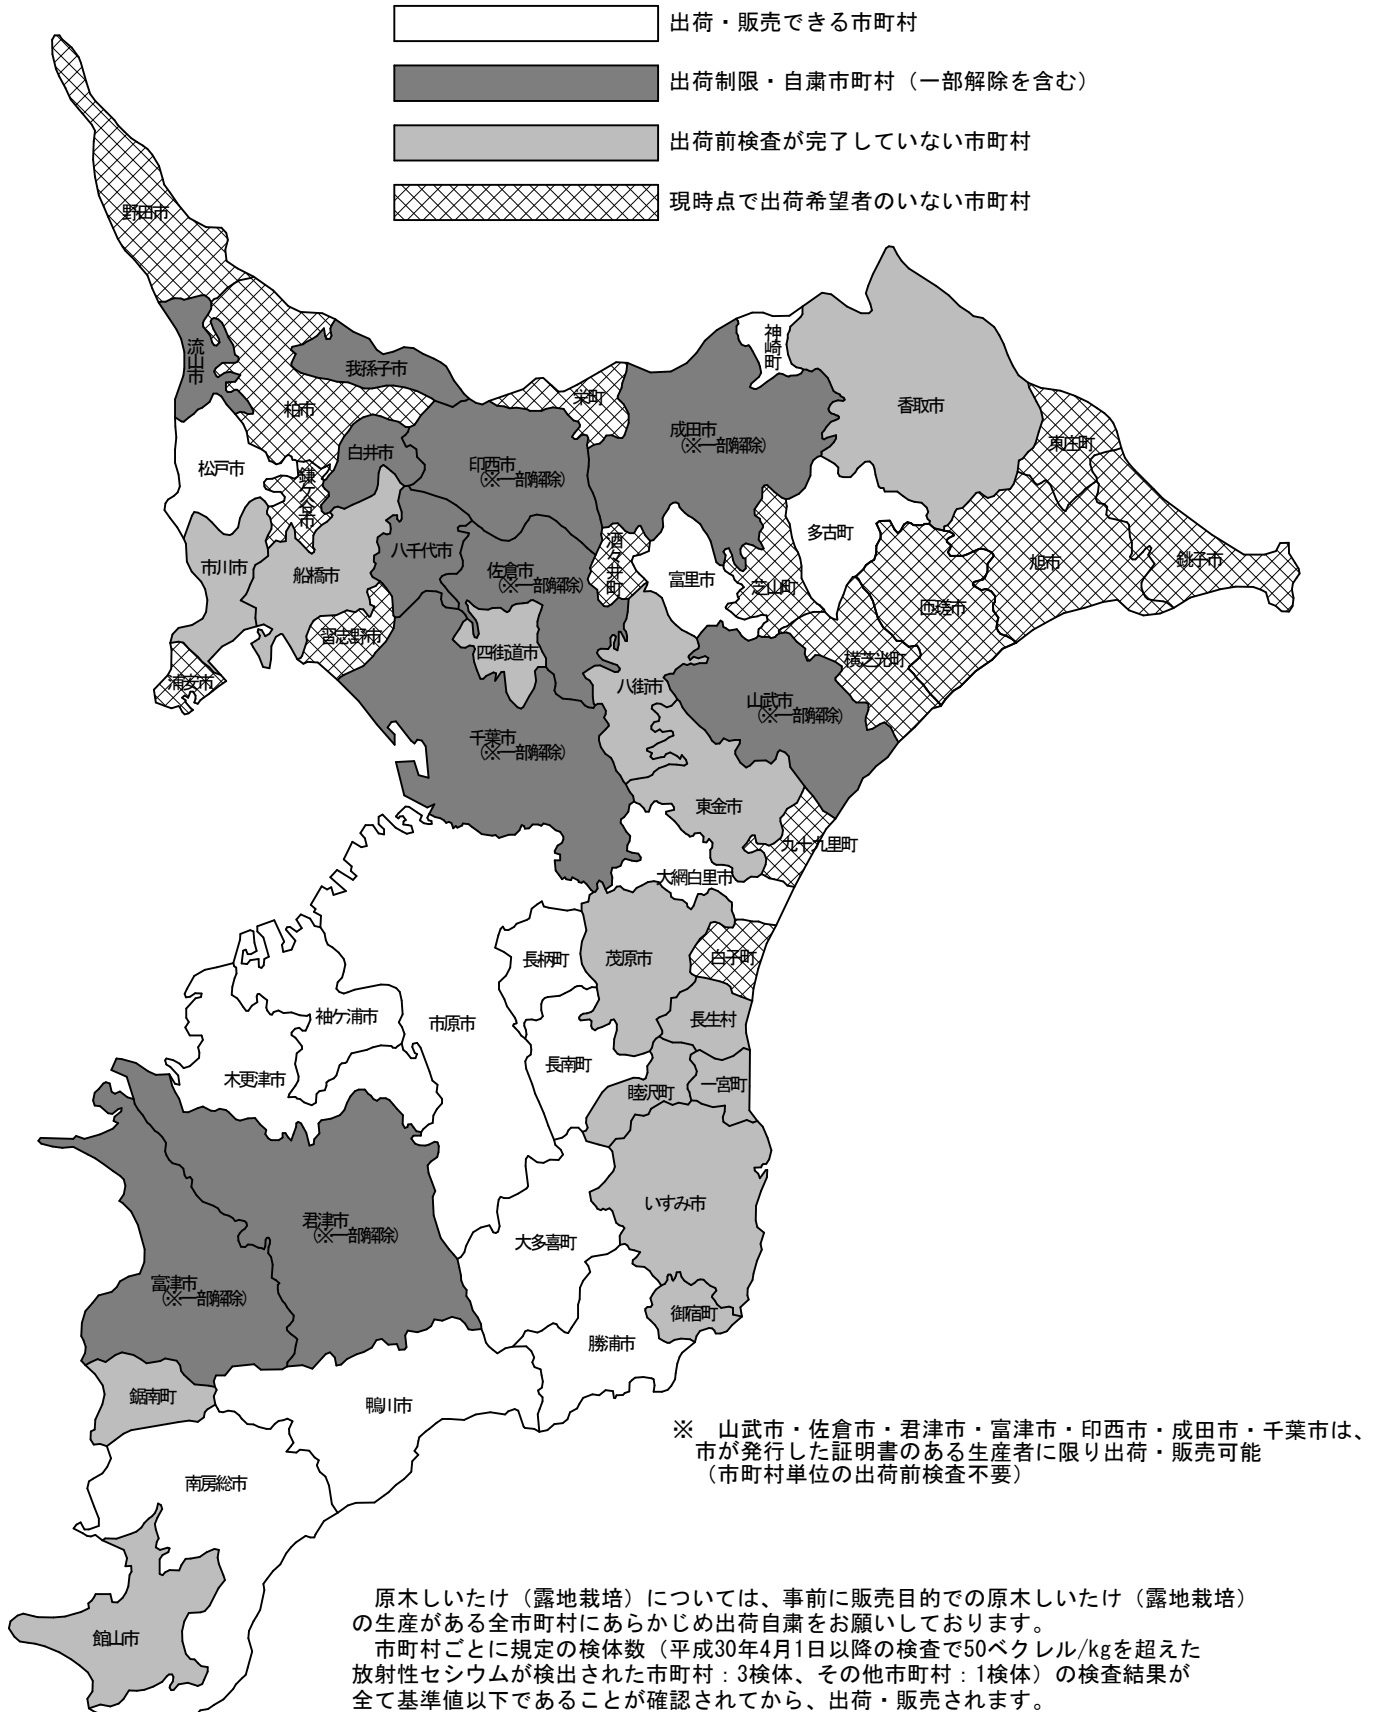 出荷・販売できる市町村
出荷制限・自粛市町村（一部解除を含む）
出荷前検査が完了していない市町村
現時点で出荷希望者のいない市町村
野田市
流山市
我孫子市
柏市
松戸市
鎌ケ谷市
白井市
印西市
（※一部解除）
栄町
成田市
（※一部解除）
神崎町
香取市
東庄町
銚子市
旭市
匝瑳市
多古町
芝山町
横芝光町
富里市
酒々井町
佐倉市
（※一部解除）
八千代市
船橋市
市川市
浦安市
習志野市
四街道市
八街市
山武市
（※一部解除）
千葉市
（※一部解除）
東金市
九十九里町
大網白里市
茂原市
白子町
長柄町
長生村
長南町
睦沢町
一宮町
市原市
袖ケ浦市
木更津市
君津市
（※一部解除）
富津市
（※一部解除）
大多喜町
いすみ市
御宿町
勝浦市
鴨川市
鋸南町
南房総市
館山市
※　山武市・佐倉市・君津市・富津市・印西市・成田市・千葉市は、
市が発行した証明書のある生産者に限り出荷・販売可能
（市町村単位の出荷前検査不要）
原木しいたけ（露地栽培）については、事前に販売目的での原木しいたけ（露地栽培）
の生産がある全市町村にあらかじめ出荷自粛をお願いしております。
市町村ごとに規定の検体数（平成30年4月1日以降の検査で50ベクレル/kgを超えた
放射性セシウムが検出された市町村：3検体、その他市町村：1検体）の検査結果が
全て基準値以下であることが確認されてから、出荷・販売されます。